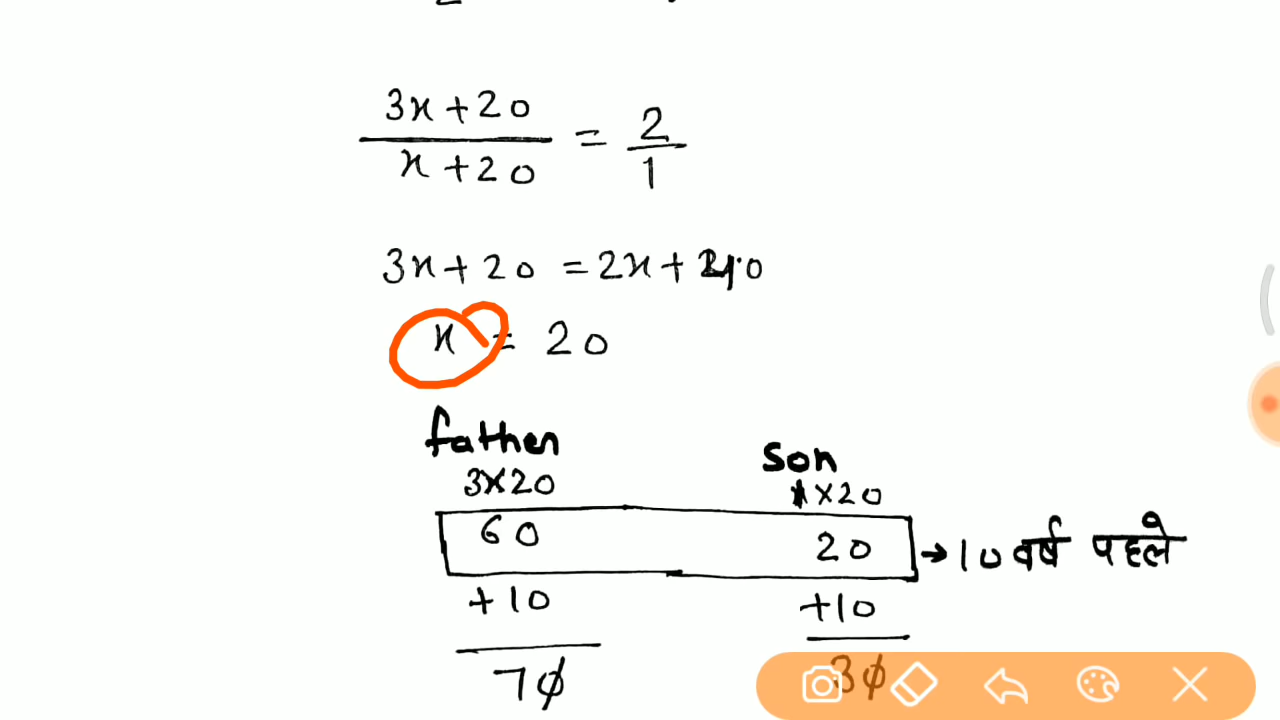 3x+20
x+20
=
2
1
3x+20 =2x+40
x = 20
father
son
3x20
1x20
60
20
→10 वर्ष पहले
+10
+10
70
30